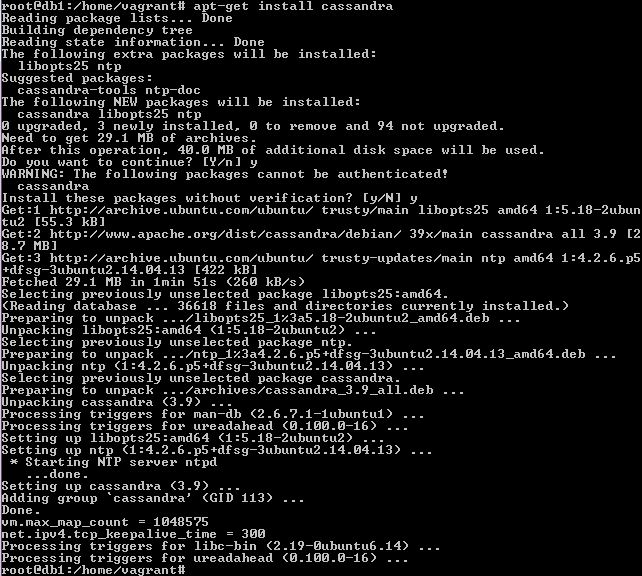 root@db1:/home/vagrant# apt-get install cassandra
Reading package lists... Done
Building dependency tree
Reading state information... Done
The following extra packages will be installed:
  libopts25 ntp
Suggested packages:
  cassandra-tools ntp-doc
The following NEW packages will be installed:
  cassandra libopts25 ntp
0 upgraded, 3 newly installed, 0 to remove and 94 not upgraded.
Need to get 29.1 MB of archives.
After this operation, 40.0 MB of additional disk space will be used.
Do you want to continue? [Y/n] y
WARNING: The following packages cannot be authenticated!
  cassandra
Install these packages without verification? [y/N] y
Get:1 http://archive.ubuntu.com/ubuntu/ trusty/main libopts25 amd64 1:5.18-2ubun
tu2 [55.3 kB]
Get:2 http://www.apache.org/dist/cassandra/debian/ 39x/main cassandra all 3.9 [2
8.7 MB]
Get:3 http://archive.ubuntu.com/ubuntu/ trusty-updates/main ntp amd64 1:4.2.6.p5
+dfsg-3ubuntu2.14.04.13 [422 kB]
Fetched 29.1 MB in 1min 51s (260 kB/s)
Selecting previously unselected package libopts25:amd64.
(Reading database ... 36618 files and directories currently installed.)
Preparing to unpack .../libopts25_1%3a5.18-2ubuntu2_amd64.deb ...
Unpacking libopts25:amd64 (1:5.18-2ubuntu2) ...
Selecting previously unselected package ntp.
Preparing to unpack .../ntp_1%3a4.2.6.p5+dfsg-3ubuntu2.14.04.13_amd64.deb ...
Unpacking ntp (1:4.2.6.p5+dfsg-3ubuntu2.14.04.13) ...
Selecting previously unselected package cassandra.
Preparing to unpack .../archives/cassandra_3.9_all.deb ...
Unpacking cassandra (3.9) ...
Processing triggers for man-db (2.6.7.1-1ubuntu1) ...
Processing triggers for ureadahead (0.100.0-16) ...
Setting up libopts25:amd64 (1:5.18-2ubuntu2) ...
Setting up ntp (1:4.2.6.p5+dfsg-3ubuntu2.14.04.13) ...
 * Starting NTP server ntpd
   ...done.
Setting up cassandra (3.9) ...
Adding group `cassandra' (GID 113) ...
Done.
vm.max_map_count = 1048575
net.ipv4.tcp_keepalive_time = 300
Processing triggers for libc-bin (2.19-0ubuntu6.14) ...
Processing triggers for ureadahead (0.100.0-16) ...
root@db1:/home/vagrant#